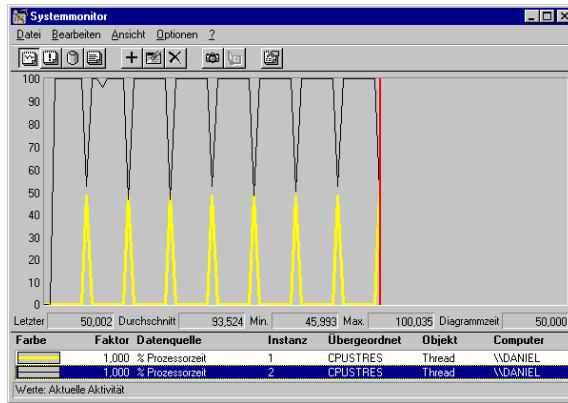 Systemmonitor
Datei Bearbeiten Ansicht Optionen ?
100
90
80
70
60
50
40
30
20
10
0
Letzter 50,002 Durchschnitt 93,524 Min. 45,993 Max. 100,035 Diagrammzeit 50,000
Farbe Faktor Datenquelle Instanz Übergeordnet Objekt Computer
1,000 % Prozessorzeit 1 CPUSTRES Thread \\DANIEL
1,000 % Prozessorzeit 2 CPUSTRES Thread \\DANIEL
Werte: Aktuelle Aktivität